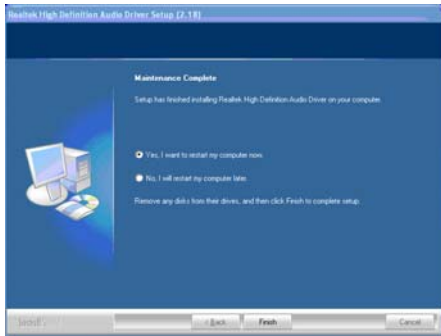 Realtek High Definition Audio Driver Setup (2.18)
Maintenance Complete
Setup has finished installing Realtek High Definition Audio Driver on your computer.
Yes, I want to restart my computer now.
No, I will restart my computer later.
Remove any disks from their drives, and then click Finish to complete setup.
< Back
Finish
Cancel